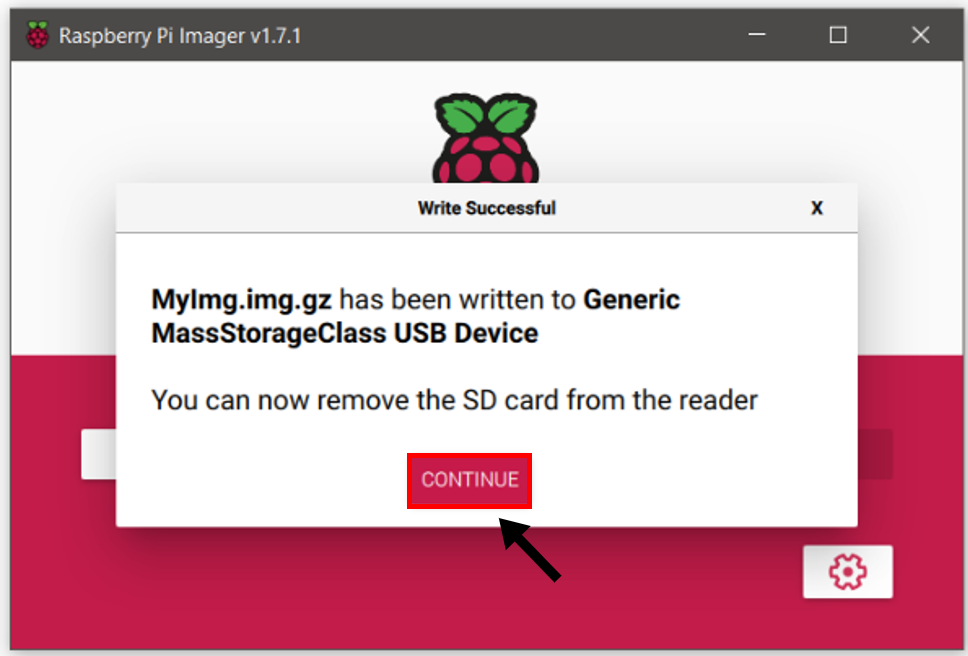 Raspberry Pi Imager v1.7.1
Write Successful
X
MyImg.img.gz has been written to Generic
MassStorageClass USB Device
You can now remove the SD card from the reader
CONTINUE